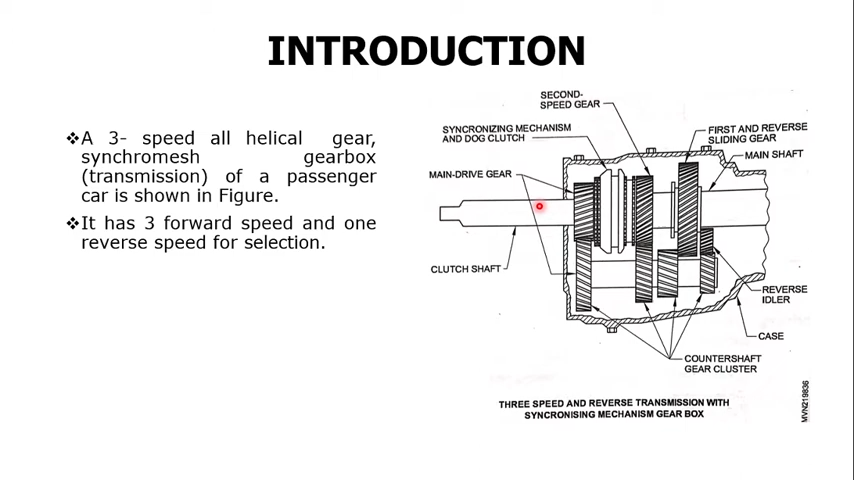 INTRODUCTION
❖A 3- speed all helical gear,
synchromesh gearbox
(transmission) of a passenger
car is shown in Figure.
❖It has 3 forward speed and one
reverse speed for selection.
SECOND-
SPEED GEAR
SYNCRONIZING MECHANISM
AND DOG CLUTCH
FIRST AND REVERSE
SLIDING GEAR
MAIN SHAFT
MAIN-DRIVE GEAR
CLUTCH SHAFT
REVERSE
IDLER
CASE
COUNTERSHAFT
GEAR CLUSTER
THREE SPEED AND REVERSE TRANSMISSION WITH
SYNCRONISING MECHANISM GEAR BOX
MVN219836